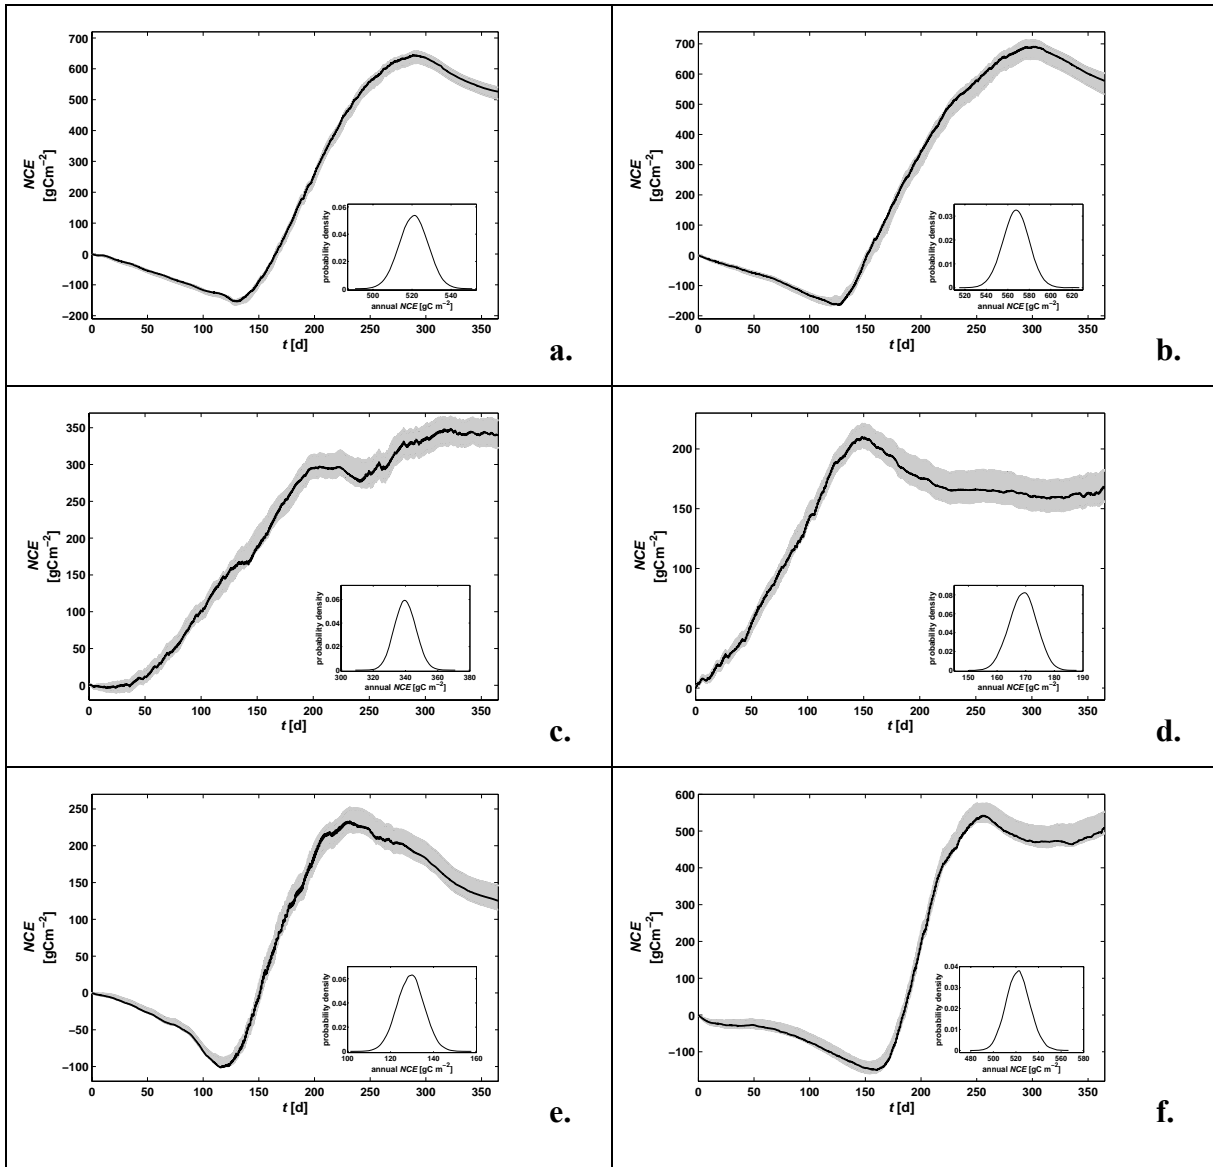 700
600
500
400
300
200
100
0
−100
−200
NCE
[gCm−2]
0 50 100 150 200 250 300 350
t [d]
0.06
0.04
0.02
0
probability density
500 520 540
annual NCE [gC m−2]
a.
700
600
500
400
300
200
100
0
−100
−200
NCE
[gCm−2]
0 50 100 150 200 250 300 350
t [d]
0.03
0.02
0.01
0
probability density
520 540 560 580 600 620
annual NCE [gC m−2]
b.
350
300
250
200
150
100
50
0
NCE
[gCm−2]
0 50 100 150 200 250 300 350
t [d]
0.06
0.04
0.02
0
probability density
300 320 340 360 380
annual NCE [gC m−2]
c.
200
150
100
50
0
NCE
[gCm−2]
0 50 100 150 200 250 300 350
t [d]
0.08
0.06
0.04
0.02
0
probability density
150 160 170 180 190
annual NCE [gC m−2]
d.
250
200
150
100
50
0
−50
−100
NCE
[gCm−2]
0 50 100 150 200 250 300 350
t [d]
0.06
0.04
0.02
0
probability density
100 120 140 160
annual NCE [gC m−2]
e.
600
500
400
300
200
100
0
−100
NCE
[gCm−2]
0 50 100 150 200 250 300 350
t [d]
0.04
0.03
0.02
0.01
0
probability density
480 500 520 540 560 580
annual NCE [gC m−2]
f.